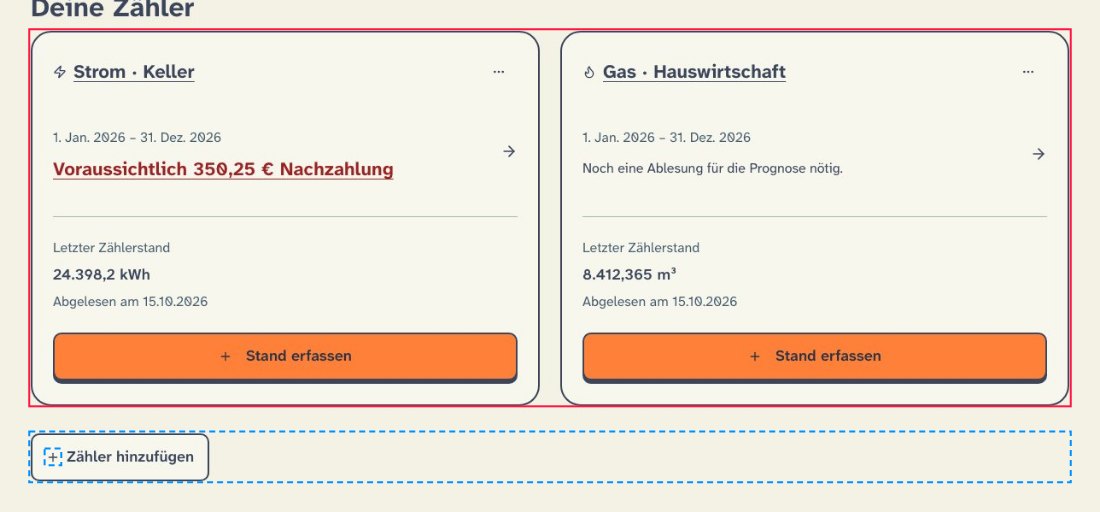 Deine Zähler
Strom · Keller
...
1. Jan. 2026 – 31. Dez. 2026
Voraussichtlich 350,25 € Nachzahlung
Letzter Zählerstand
24.398,2 kWh
Abgelesen am 15.10.2026
+ Stand erfassen
Gas · Hauswirtschaft
...
1. Jan. 2026 – 31. Dez. 2026
Noch eine Ablesung für die Prognose nötig.
Letzter Zählerstand
8.412,365 m³
Abgelesen am 15.10.2026
+ Stand erfassen
+ Zähler hinzufügen